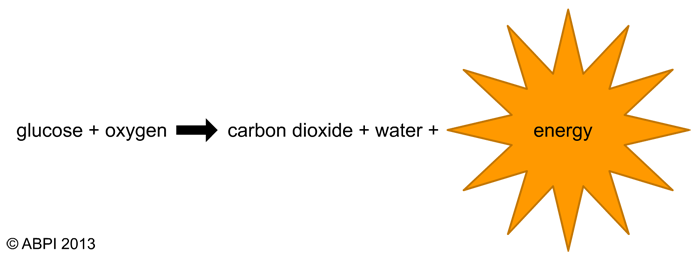 glucose + oxygen → carbon dioxide + water + energy
© ABPI 2013